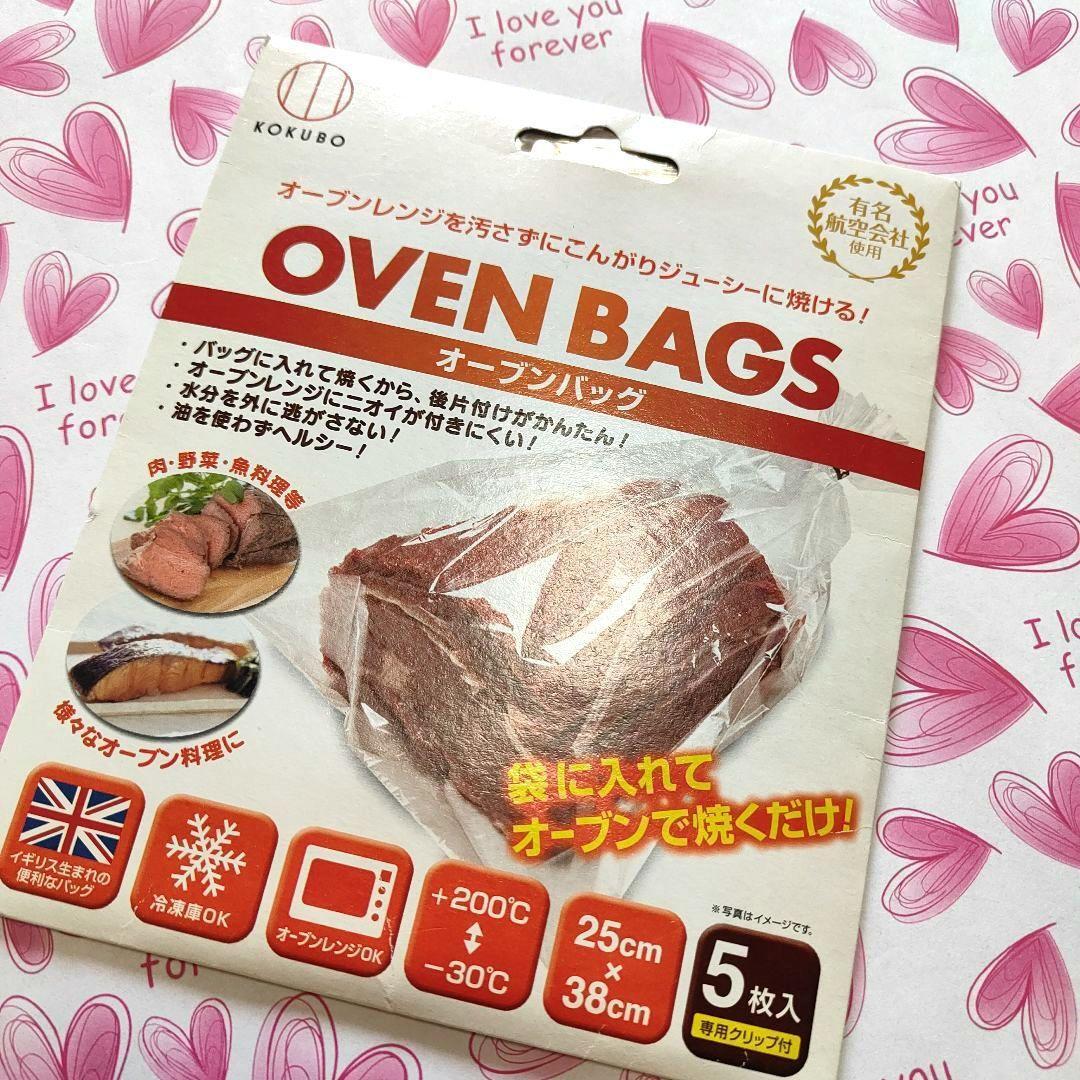 I love you
forever
KOKUBO
オーブンレンジを汚さずにこんがりジューシーに焼ける!
有名
航空会社
使用
OVEN BAGS
オーブンバッグ
・バッグに入れて焼くから、後片付けがかんたん!
・オーブンレンジにニオイが付きにくい!
・水分を外に逃がさない!
・油を使わずヘルシー!
肉・野菜・魚料理等
様々なオーブン料理に
袋に入れて
オーブンで焼くだけ!
イギリス生まれの
便利なバッグ
冷凍庫OK
オーブンレンジOK
+200℃
−30℃
25cm
×
38cm
※写真はイメージです。
5枚入
専用クリップ付
you
ver
I love
for
I lo
forever
I love you